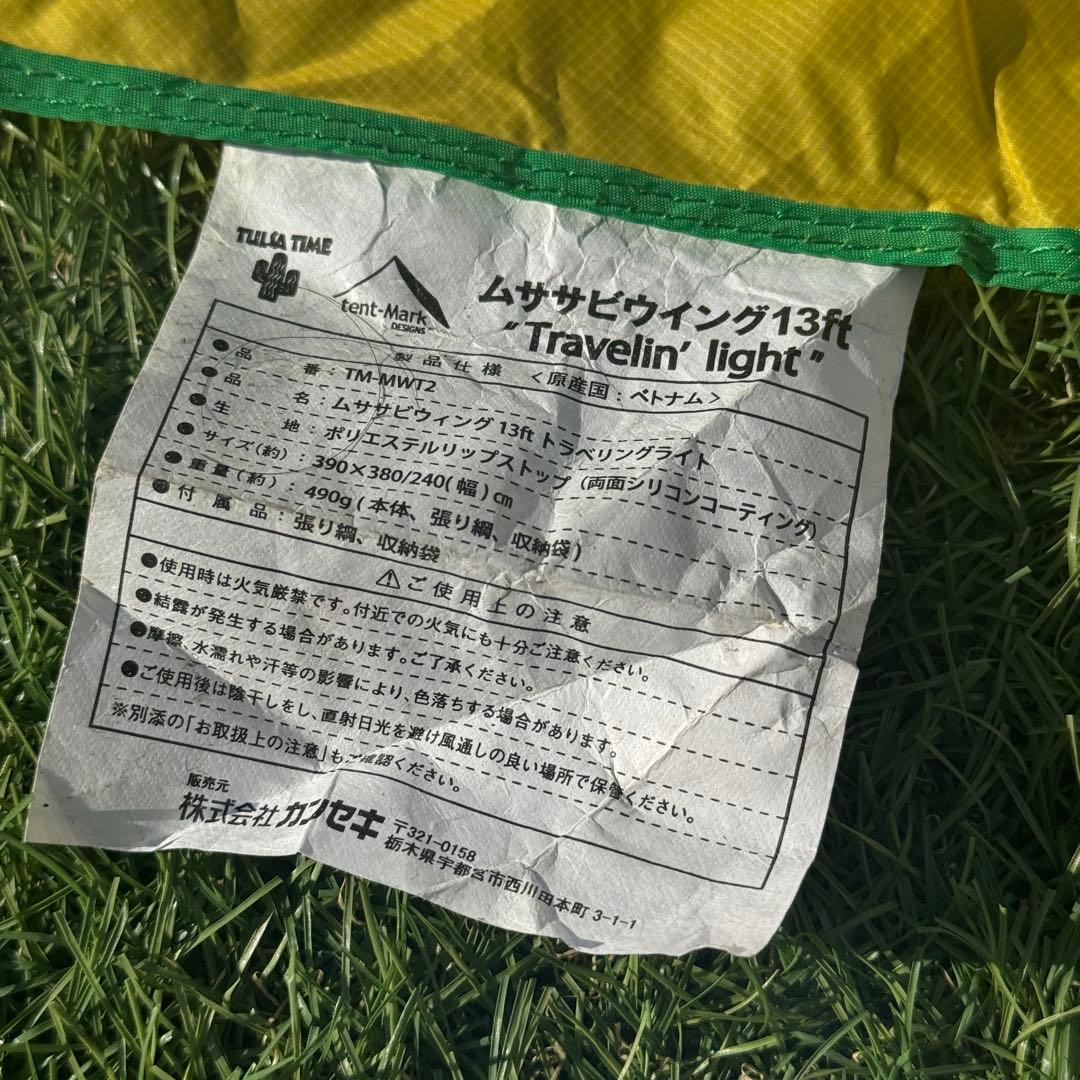 TULSA TIME
tent-Mark
DESIGNS
ムササビウイング13ft
“Travelin’ light”
製品仕様 <原産国:ベトナム>
●品番:TM-MWT2
●品名:ムササビウィング 13ft トラベリングライト
●生地:ポリエステルリップストップ(両面シリコンコーティング)
●サイズ(約):390×380/240(幅)㎝
●重量(約):490g(本体、張り綱、収納袋)
●付属品:張り綱、収納袋
⚠ご使用上の注意
●使用時は火気厳禁です。付近での火気にも十分ご注意ください。
●結露が発生する場合があります。ご了承ください。
●摩擦、水濡れや汗等の影響により、色落ちする場合があります。
●ご使用後は陰干しをし、直射日光を避け風通しの良い場所で保管ください。
※別添の「お取扱上の注意」もご確認ください。
販売元
株式会社カンセキ
〒321-0158
栃木県宇都宮市西川田本町 3-1-1